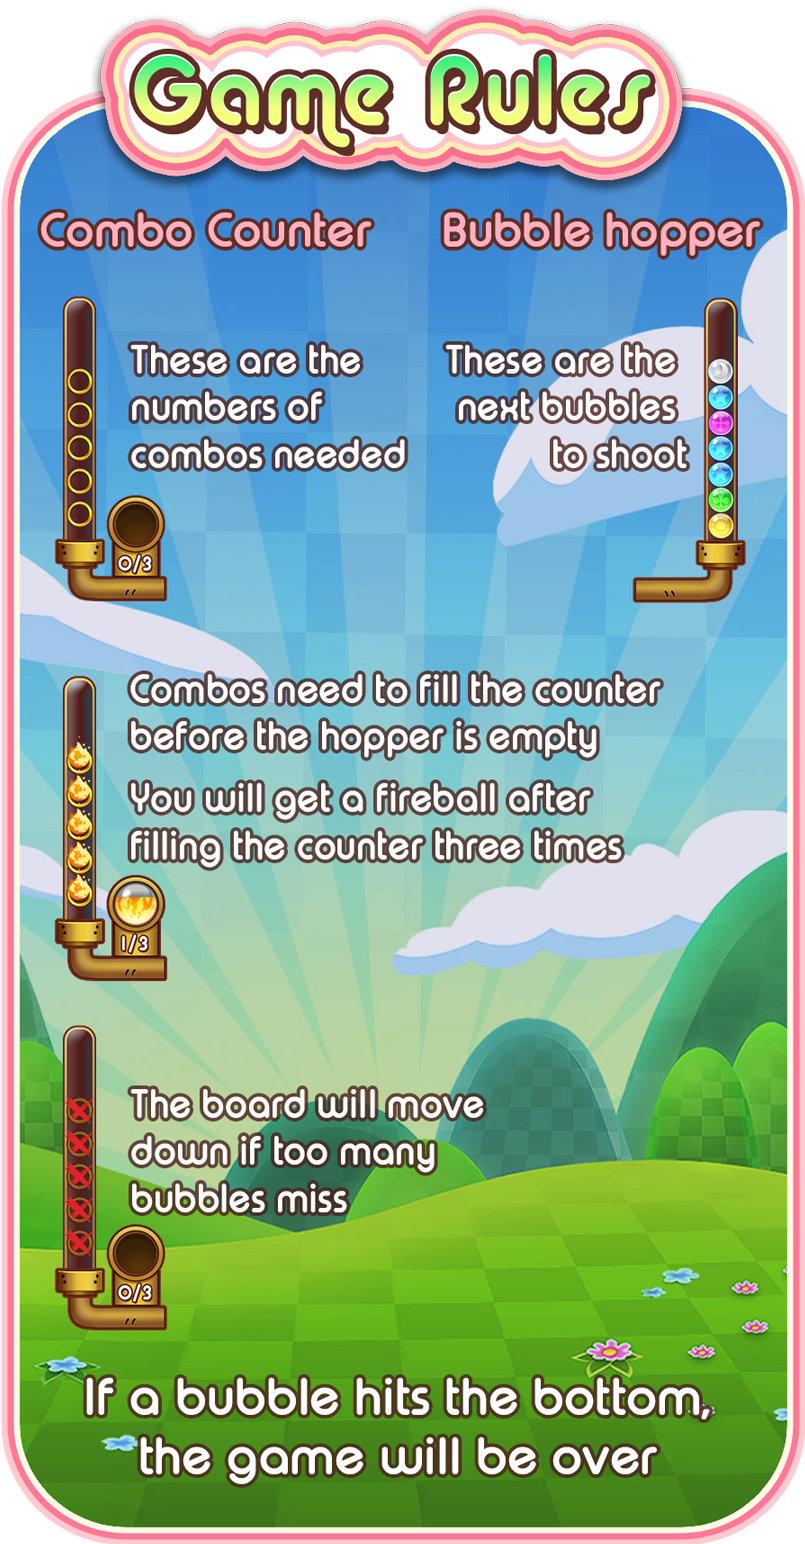 Game Rules
Combo Counter
Bubble hopper
These are the
numbers of
combos needed
0/3
These are the
next bubbles
to shoot
Combos need to fill the counter
before the hopper is empty
You will get a fireball after
filling the counter three times
1/3
The board will move
down if too many
bubbles miss
0/3
If a bubble hits the bottom,
the game will be over